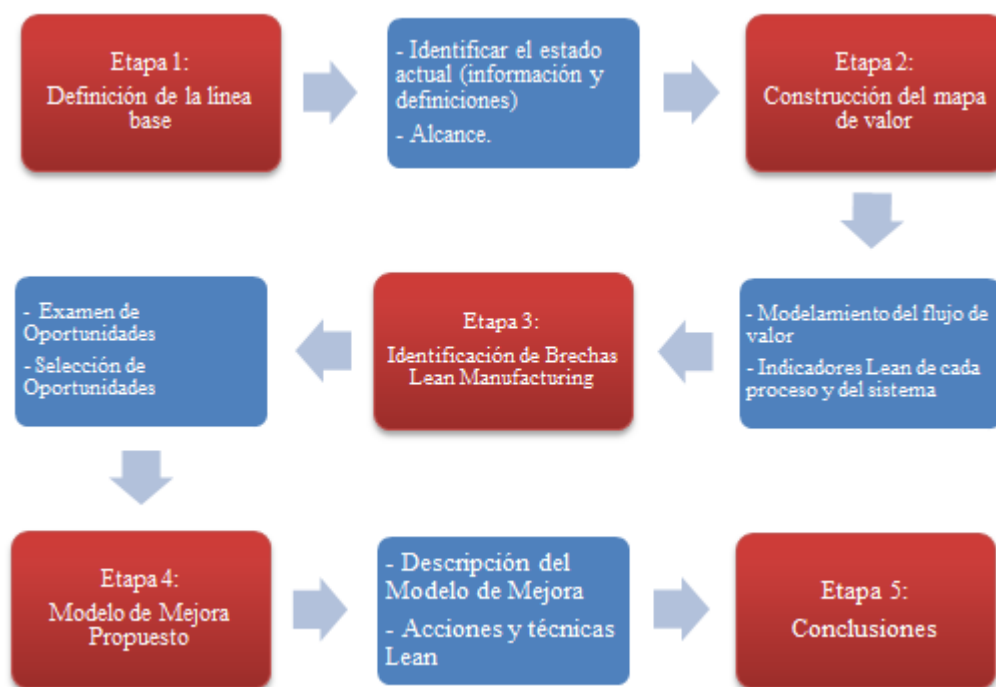 Etapa 1:
Definición de la línea
base
- Identificar el estado
actual (información y
definiciones)
- Alcance.
Etapa 2:
Construcción del mapa
de valor
- Modelamiento del flujo de
valor
- Indicadores Lean de cada
proceso y del sistema
Etapa 3:
Identificación de Brechas
Lean Manufacturing
- Examen de
Oportunidades
- Selección de
Oportunidades
Etapa 4:
Modelo de Mejora
Propuesto
- Descripción del
Modelo de Mejora
- Acciones y técnicas
Lean
Etapa 5:
Conclusiones